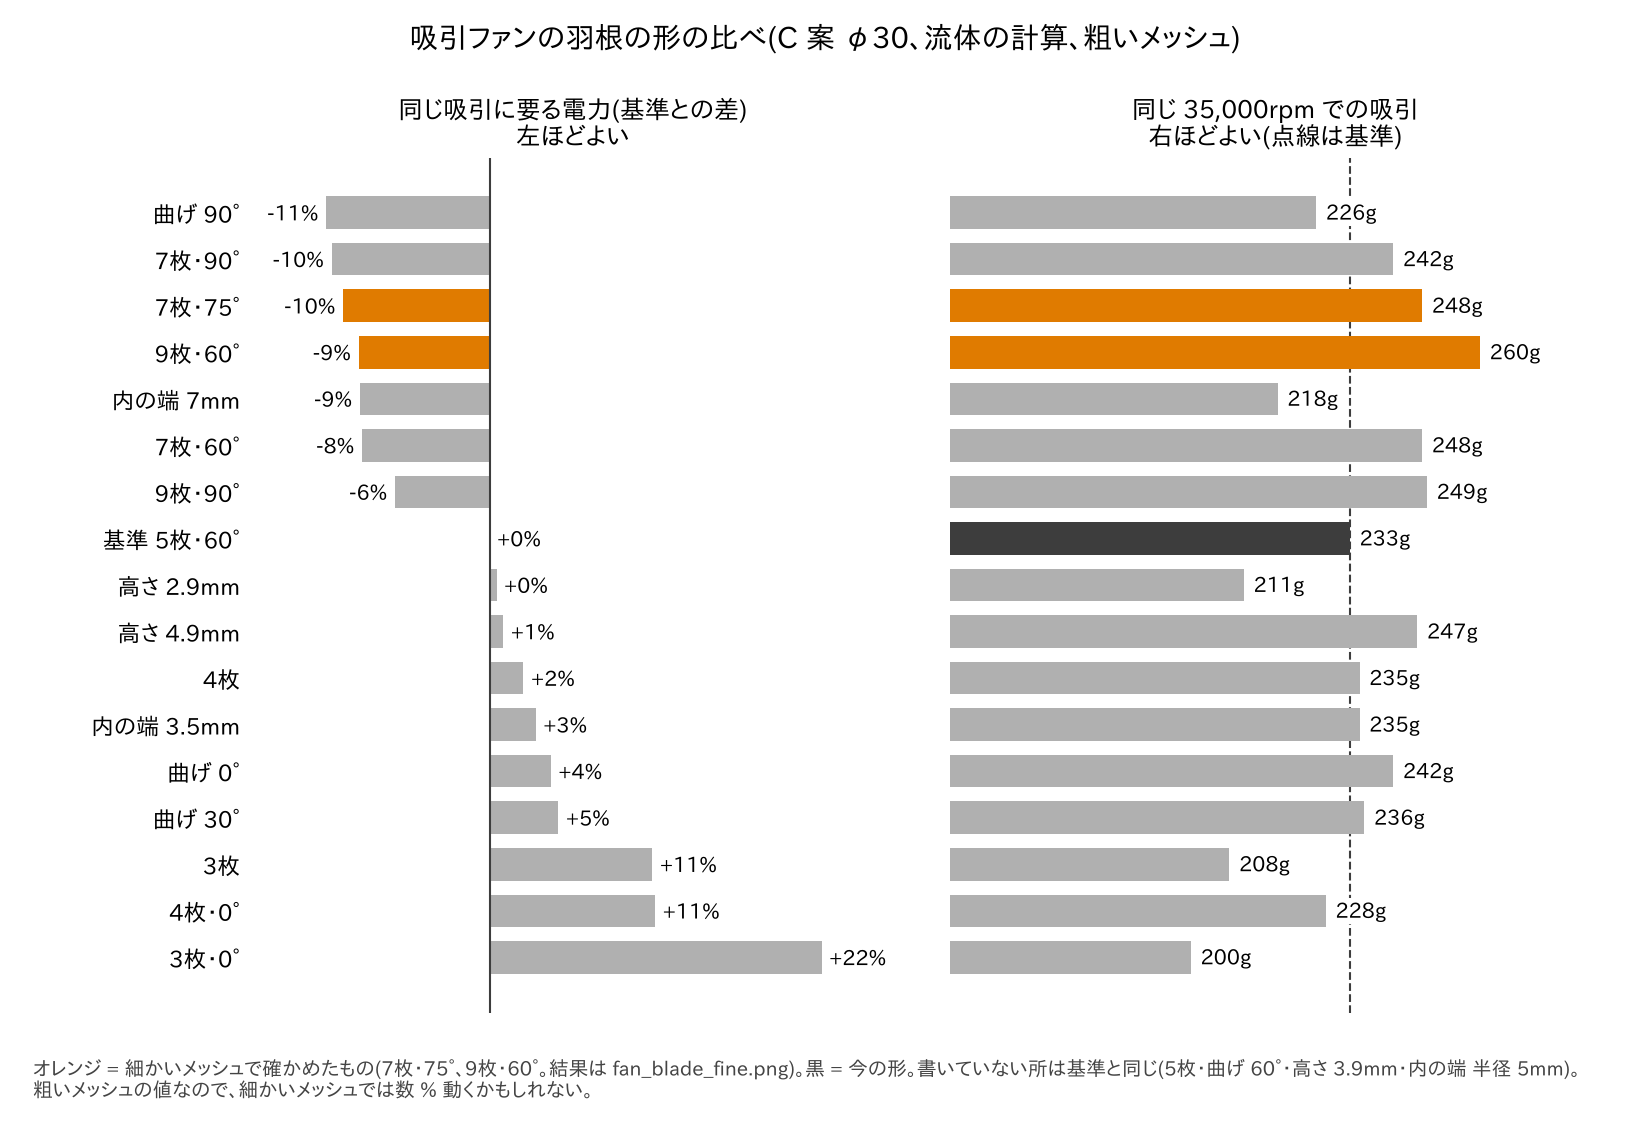 吸引ファンの羽根の形の比べ(C 案 φ30、流体の計算、粗いメッシュ)
同じ吸引に要る電力(基準との差)
左ほどよい
同じ 35,000rpm での吸引
右ほどよい(点線は基準)
曲げ 90° -11% 226g
7枚·90° -10% 242g
7枚·75° -10% 248g
9枚·60° -9% 260g
内の端 7mm -9% 218g
7枚·60° -8% 248g
9枚·90° -6% 249g
基準 5枚·60° +0% 233g
高さ 2.9mm +0% 211g
高さ 4.9mm +1% 247g
4枚 +2% 235g
内の端 3.5mm +3% 235g
曲げ 0° +4% 242g
曲げ 30° +5% 236g
3枚 +11% 208g
4枚·0° +11% 228g
3枚·0° +22% 200g
オレンジ = 細かいメッシュで確かめたもの(7枚·75°、9枚·60°。結果は fan_blade_fine.png)。黒 = 今の形。書いていない所は基準と同じ(5枚·曲げ 60°·高さ 3.9mm·内の端 半径 5mm)。
粗いメッシュの値なので、細かいメッシュでは数 % 動くかもしれない。